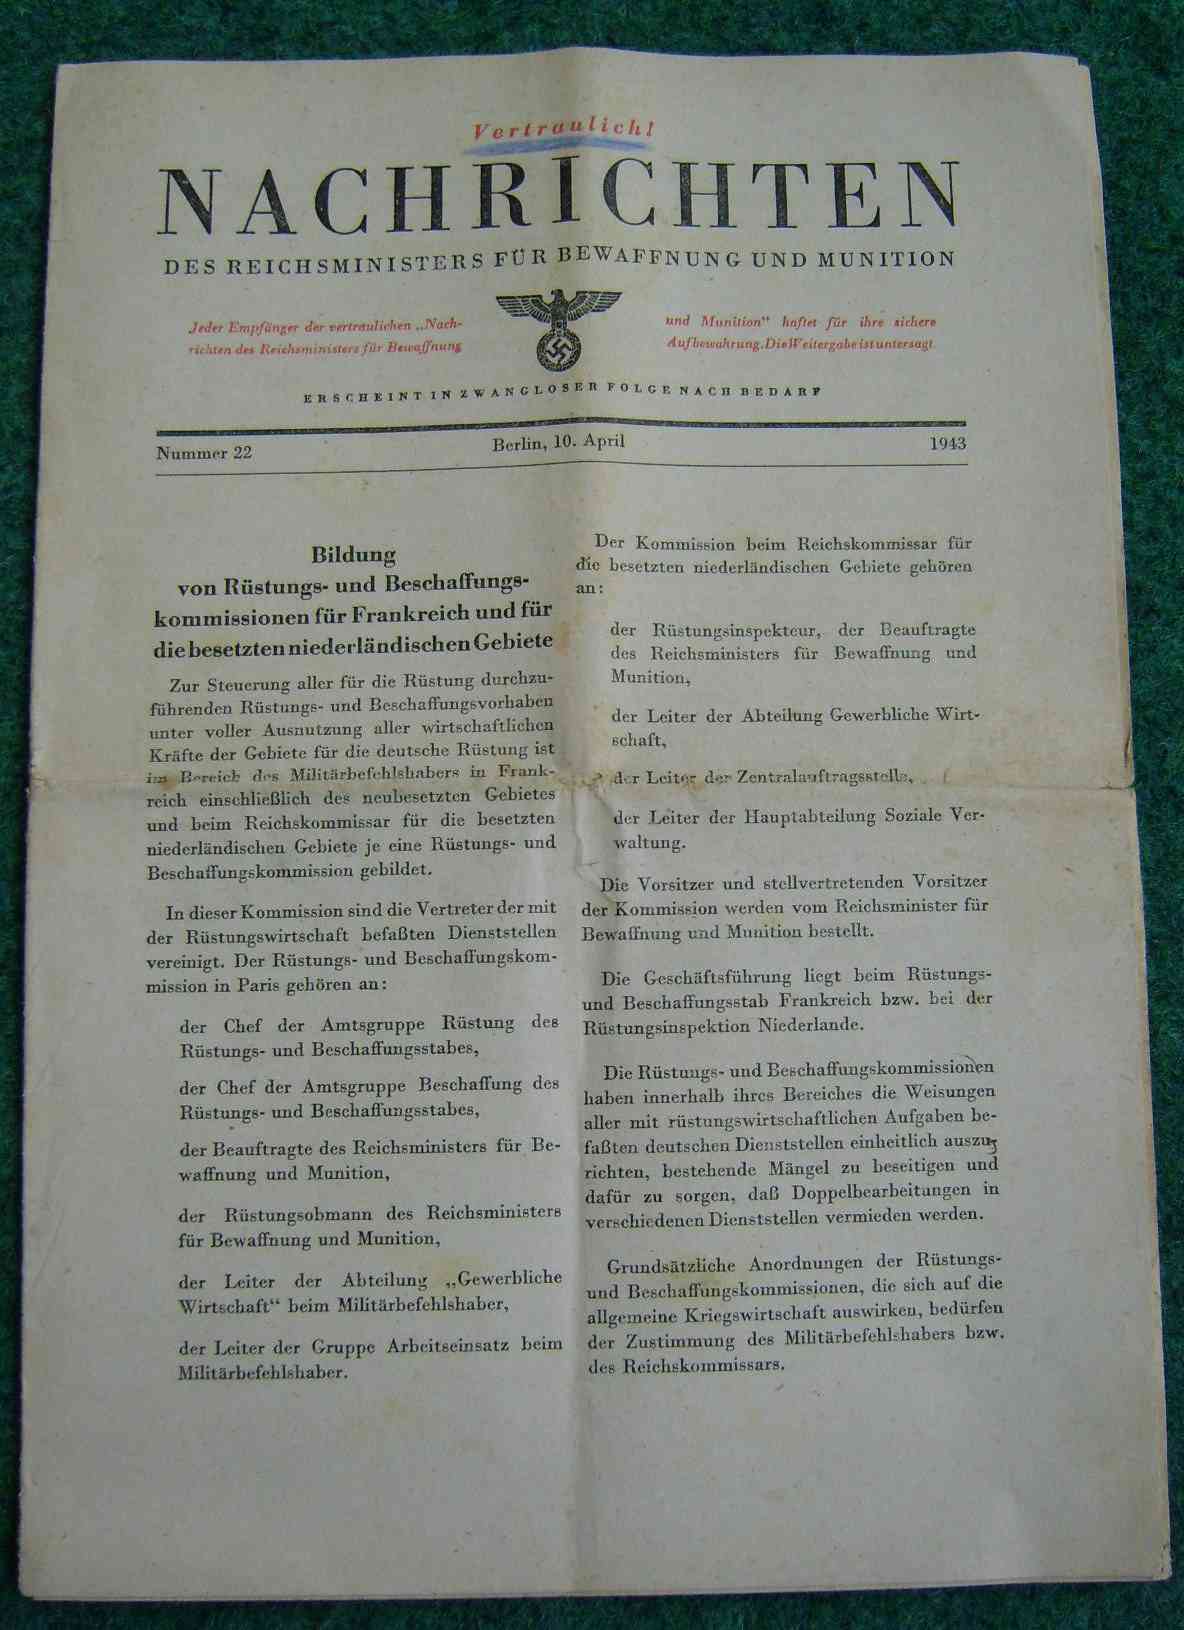 Vertraulich!
NACHRICHTEN
DES REICHSMINISTERS FÜR BEWAFFNUNG UND MUNITION
Jeder Empfänger der vertraulichen „Nach-
richten des Reichsministers für Bewaffnung
und Munition“ haftet für ihre sichere
Aufbewahrung. Die Weitergabe ist untersagt
ERSCHEINT IN ZWANGLOSER FOLGE NACH BEDARF
Nummer 22
Berlin, 10. April
1943
Bildung
von Rüstungs- und Beschaffungs-
kommissionen für Frankreich und für
die besetzten niederländischen Gebiete
Zur Steuerung aller für die Rüstung durchzu-
führenden Rüstungs- und Beschaffungsvorhaben
unter voller Ausnutzung aller wirtschaftlichen
Kräfte der Gebiete für die deutsche Rüstung ist
im Bereich des Militärbefehlshabers in Frank-
reich einschließlich des neubesetzten Gebietes
und beim Reichskommissar für die besetzten
niederländischen Gebiete je eine Rüstungs- und
Beschaffungskommission gebildet.
In dieser Kommission sind die Vertreter der mit
der Rüstungswirtschaft befaßten Dienststellen
vereinigt. Der Rüstungs- und Beschaffungskom-
mission in Paris gehören an:
der Chef der Amtsgruppe Rüstung des
Rüstungs- und Beschaffungsstabes,
der Chef der Amtsgruppe Beschaffung des
Rüstungs- und Beschaffungsstabes,
der Beauftragte des Reichsministers für Be-
waffnung und Munition,
der Rüstungsobmann des Reichsministers
für Bewaffnung und Munition,
der Leiter der Abteilung „Gewerbliche
Wirtschaft“ beim Militärbefehlshaber,
der Leiter der Gruppe Arbeitseinsatz beim
Militärbefehlshaber.
Der Kommission beim Reichskommissar für
die besetzten niederländischen Gebiete gehören
an:
der Rüstungsinspekteur, der Beauftragte
des Reichsministers für Bewaffnung und
Munition,
der Leiter der Abteilung Gewerbliche Wirt-
schaft,
der Leiter der Zentralauftragsstelle,
der Leiter der Hauptabteilung Soziale Ver-
waltung.
Die Vorsitzer und stellvertretenden Vorsitzer
der Kommission werden vom Reichsminister für
Bewaffnung und Munition bestellt.
Die Geschäftsführung liegt beim Rüstungs-
und Beschaffungsstab Frankreich bzw. bei der
Rüstungsinspektion Niederlande.
Die Rüstungs- und Beschaffungskommissionen
haben innerhalb ihres Bereiches die Weisungen
aller mit rüstungswirtschaftlichen Aufgaben be-
faßten deutschen Dienststellen einheitlich auszu-
richten, bestehende Mängel zu beseitigen und
dafür zu sorgen, daß Doppelbearbeitungen in
verschiedenen Dienststellen vermieden werden.
Grundsätzliche Anordnungen der Rüstungs-
und Beschaffungskommissionen, die sich auf die
allgemeine Kriegswirtschaft auswirken, bedürfen
der Zustimmung des Militärbefehlshabers bzw.
des Reichskommissars.